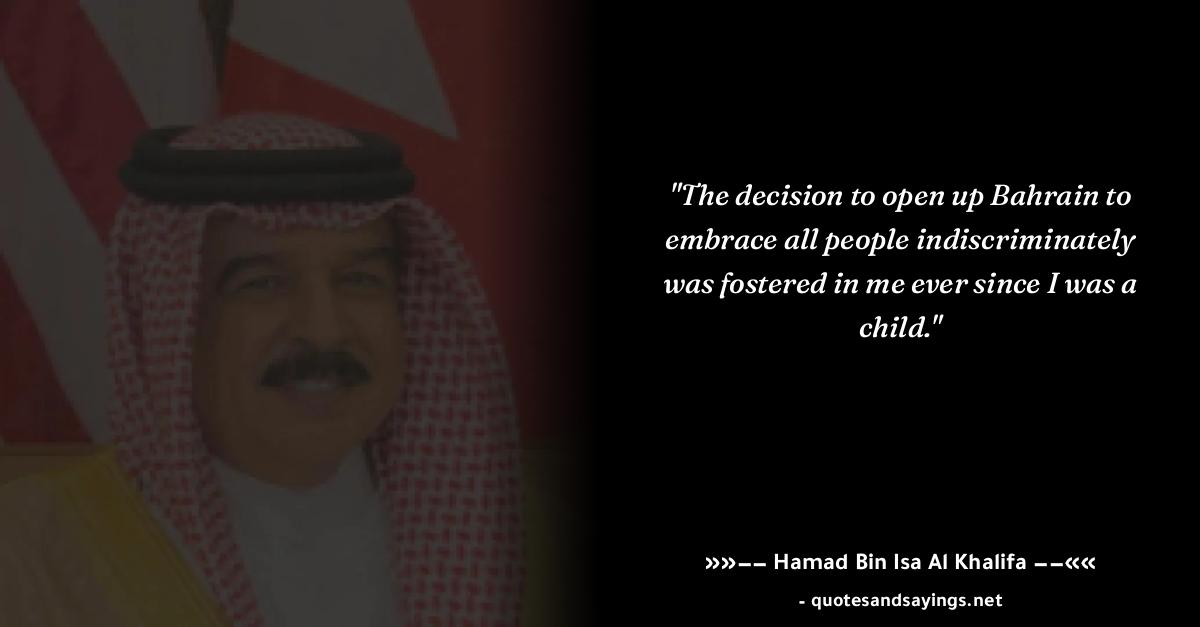 "The decision to open up Bahrain to
embrace all people indiscriminately
was fostered in me ever since I was a
child."
»»−− Hamad Bin Isa Al Khalifa −−««
- quotesandsayings.net